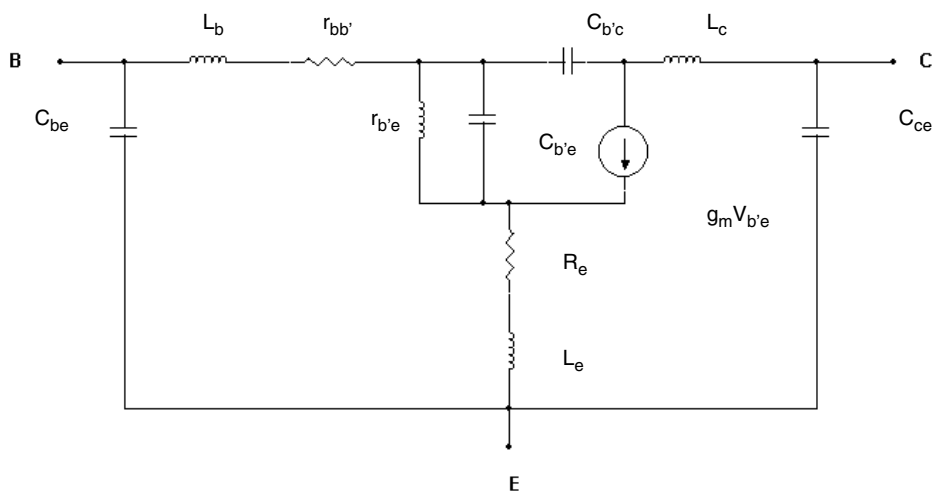 L_b
r_bb'
C_b'c
L_c
B
C
C_be
r_b'e
C_b'e
C_ce
g_mV_b'e
R_e
L_e
E